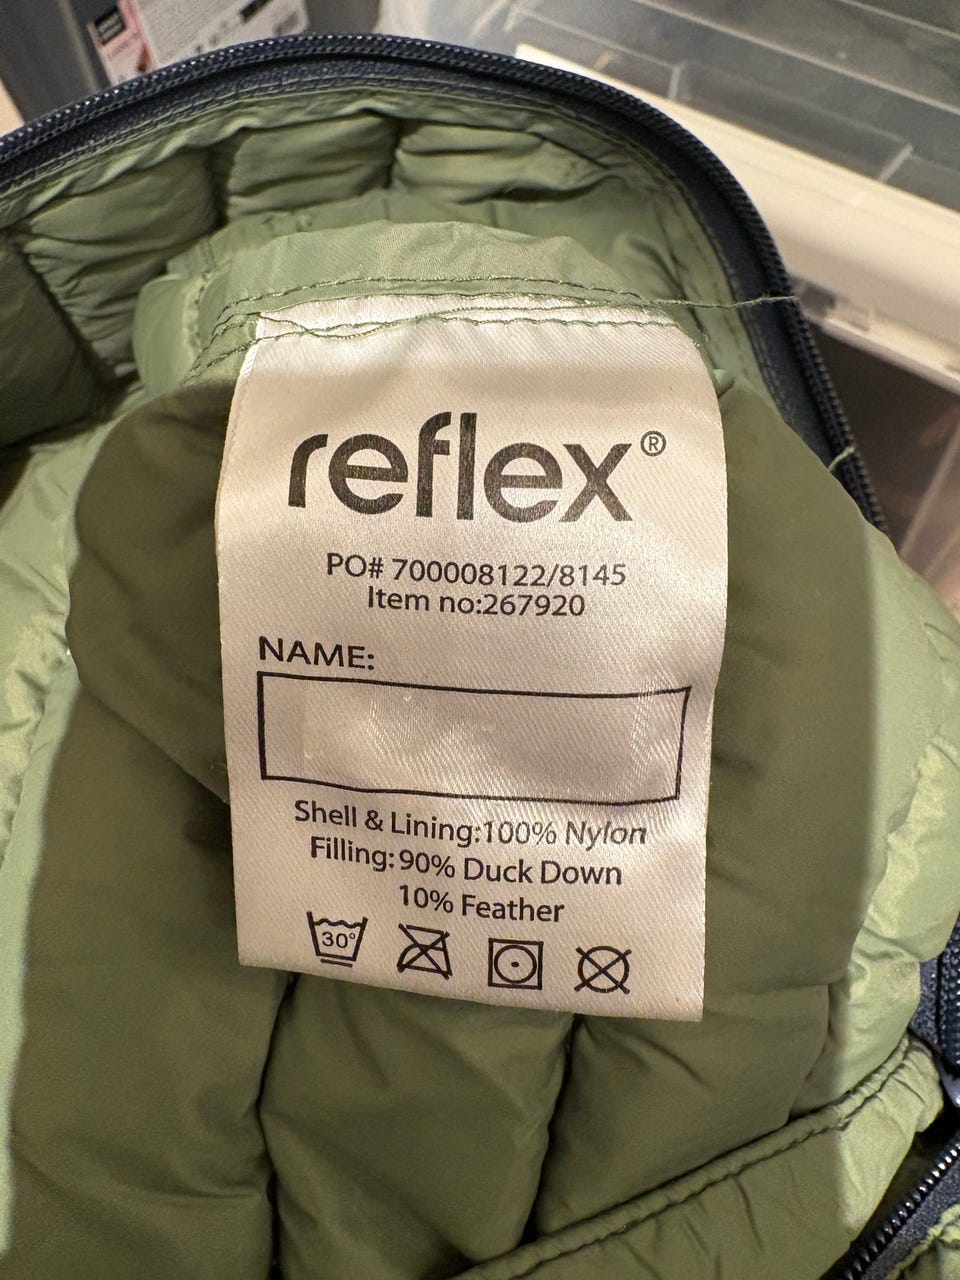 reflex®
PO# 700008122/8145
Item no:267920
NAME:
Shell & Lining:100% Nylon
Filling:90% Duck Down
10% Feather
30°